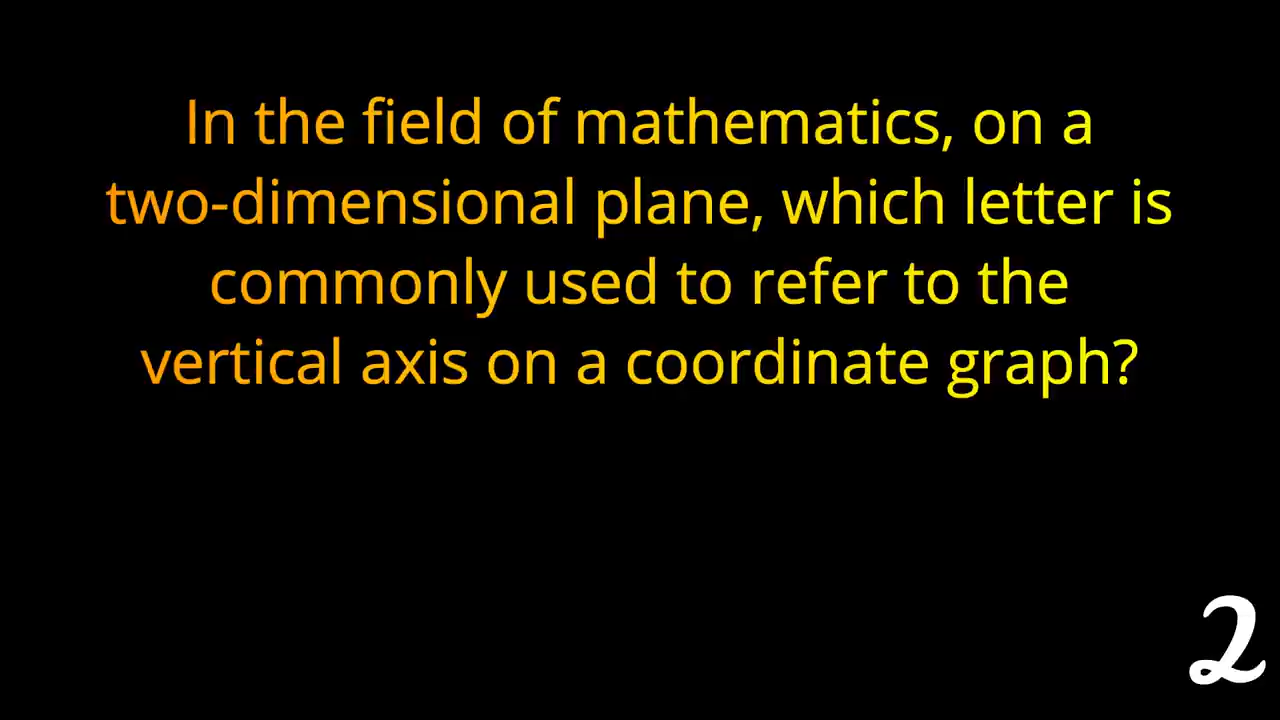 In the field of mathematics, on a
two-dimensional plane, which letter is
commonly used to refer to the
vertical axis on a coordinate graph?
2